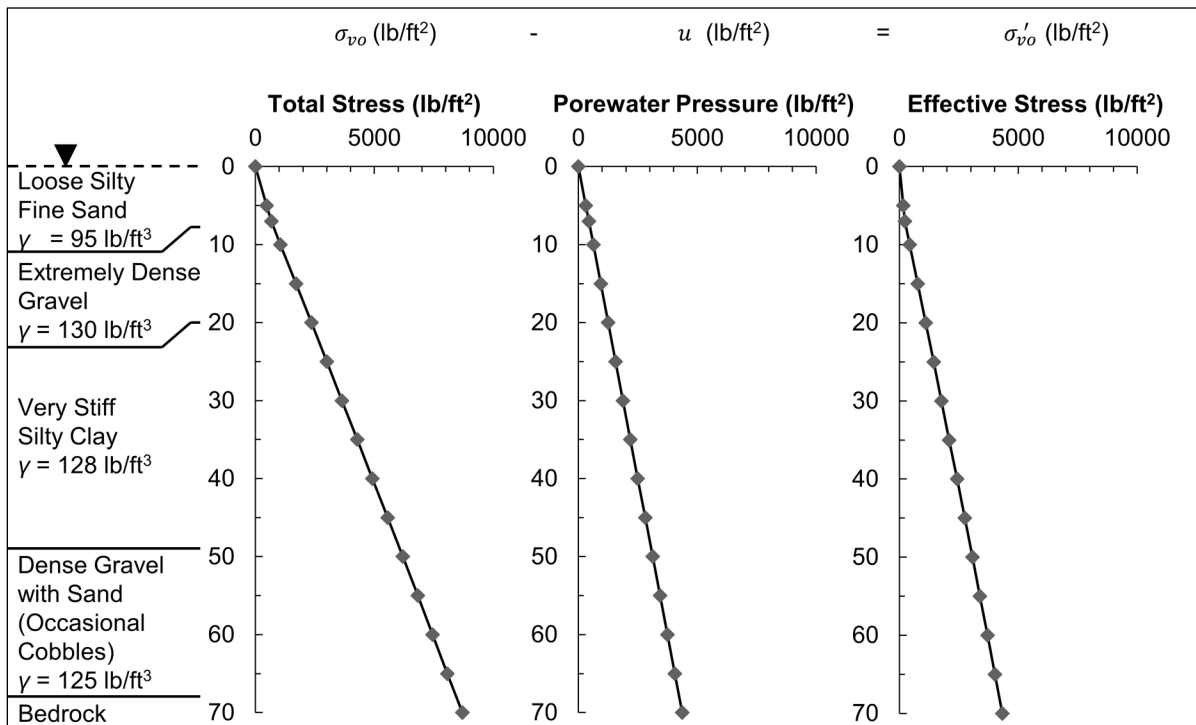 σvo (lb/ft²) - u (lb/ft²) = σ′vo (lb/ft²)
Total Stress (lb/ft²)
0 5000 10000
0
10
20
30
40
50
60
70
Porewater Pressure (lb/ft²)
0 5000 10000
0
10
20
30
40
50
60
70
Effective Stress (lb/ft²)
0 5000 10000
0
10
20
30
40
50
60
70
Loose Silty
Fine Sand
γ = 95 lb/ft³
Extremely Dense
Gravel
γ = 130 lb/ft³
Very Stiff
Silty Clay
γ = 128 lb/ft³
Dense Gravel
with Sand
(Occasional
Cobbles)
γ = 125 lb/ft³
Bedrock